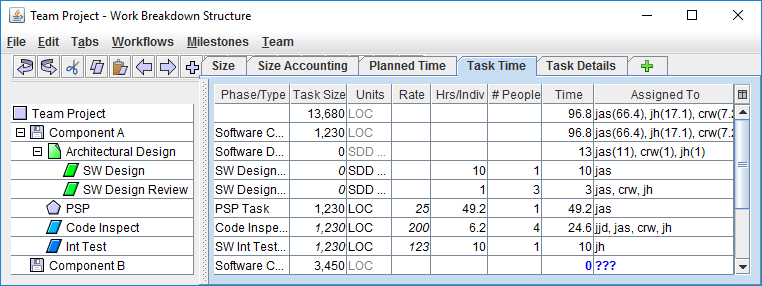 Team Project - Work Breakdown Structure
File Edit Tabs Workflows Milestones Team
Size Size Accounting Planned Time Task Time Task Details
Phase/Type Task Size Units Rate Hrs/Indiv # People Time Assigned To
Team Project 13,680 LOC 96.8 jas(66.4), jh(17.1), crw(7.2
Component A Software C... 1,230 LOC 96.8 jas(66.4), jh(17.1), crw(7.2
Architectural Design Software D... 0 SDD ... 13 jas(11), crw(1), jh(1)
SW Design SW Design... 0 SDD ... 10 1 10 jas
SW Design Review SW Design... 0 SDD ... 1 3 3 jas, crw, jh
PSP PSP Task 1,230 LOC 25 49.2 1 49.2 jas
Code Inspect Code Inspe... 1,230 LOC 200 6.2 4 24.6 jjd, jas, crw, jh
Int Test SW Int Test... 1,230 LOC 123 10 1 10 jh
Component B Software C... 3,450 LOC 0 ???